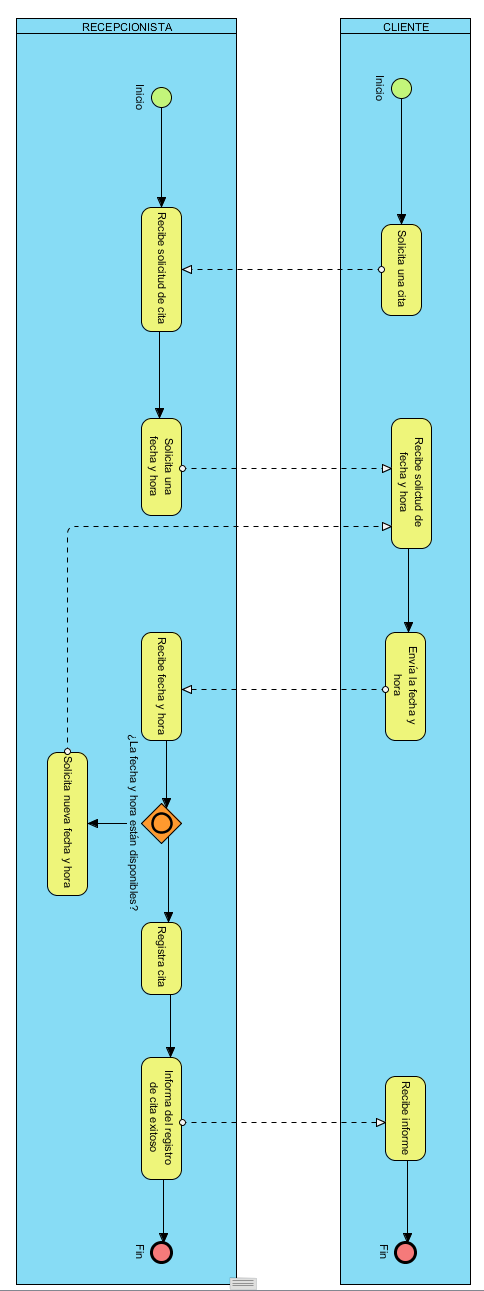 RECEPCIONISTA
CLIENTE
Inicio
Inicio
Solicita una cita
Recibe solicitud de cita
Solicita una
fecha y hora
Recibe solictud de
fecha y hora
Envía la fecha y
hora
Recibe fecha y hora
¿La fecha y hora están disponibles?
Solicita nueva fecha y hora
Registra cita
Informa del registro
de cita exitoso
Recibe informe
Fin
Fin